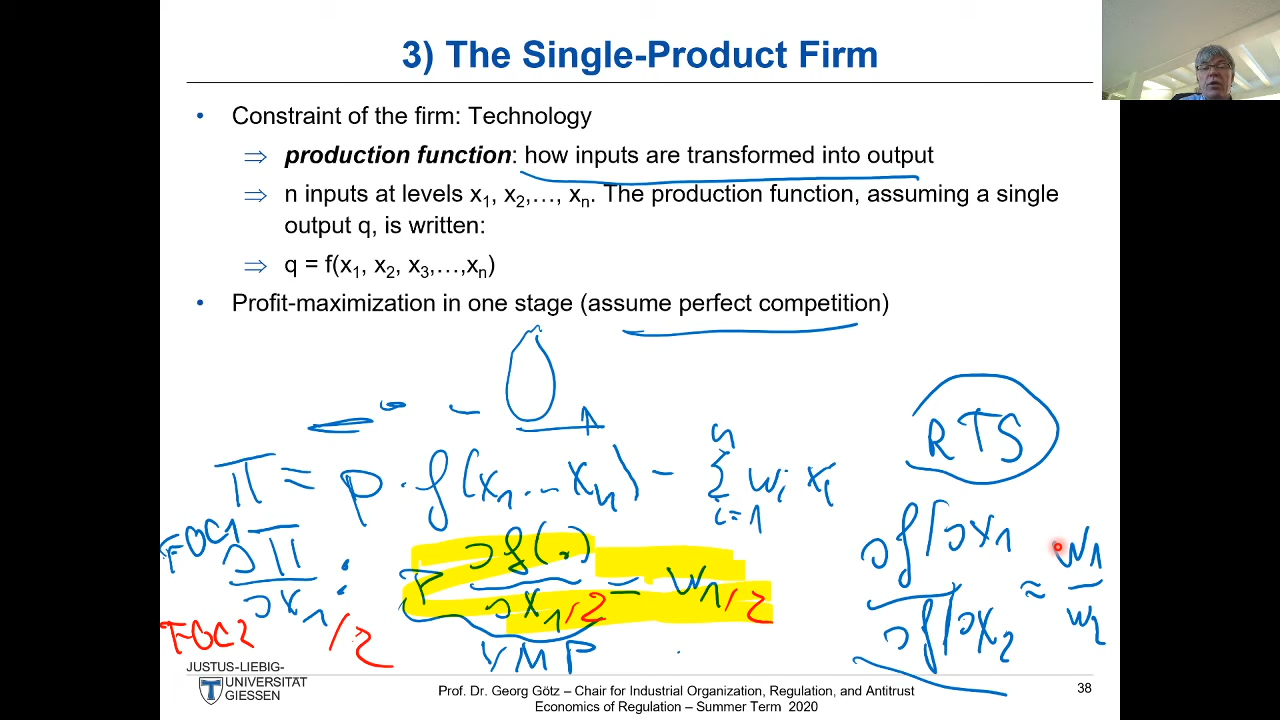 3) The Single-Product Firm
• Constraint of the firm: Technology
⇒ production function: how inputs are transformed into output
⇒ n inputs at levels x₁, x₂,…, xₙ. The production function, assuming a single
output q, is written:
⇒ q = f(x₁, x₂, x₃,…,xₙ)
• Profit-maximization in one stage (assume perfect competition)
RTS
Π = p · f(x₁ ... xₙ) − Σ wᵢ xᵢ
n
i=1
FOC1
∂Π/∂x₁ /2 : P ∂f(.)/∂x₁ /2 = w₁ /2
FOC2
VMP
∂f/∂x₁ / ∂f/∂x₂ = w₁/w₂
JUSTUS-LIEBIG-
UNIVERSITÄT
GIESSEN
Prof. Dr. Georg Götz – Chair for Industrial Organization, Regulation, and Antitrust
Economics of Regulation – Summer Term 2020
38